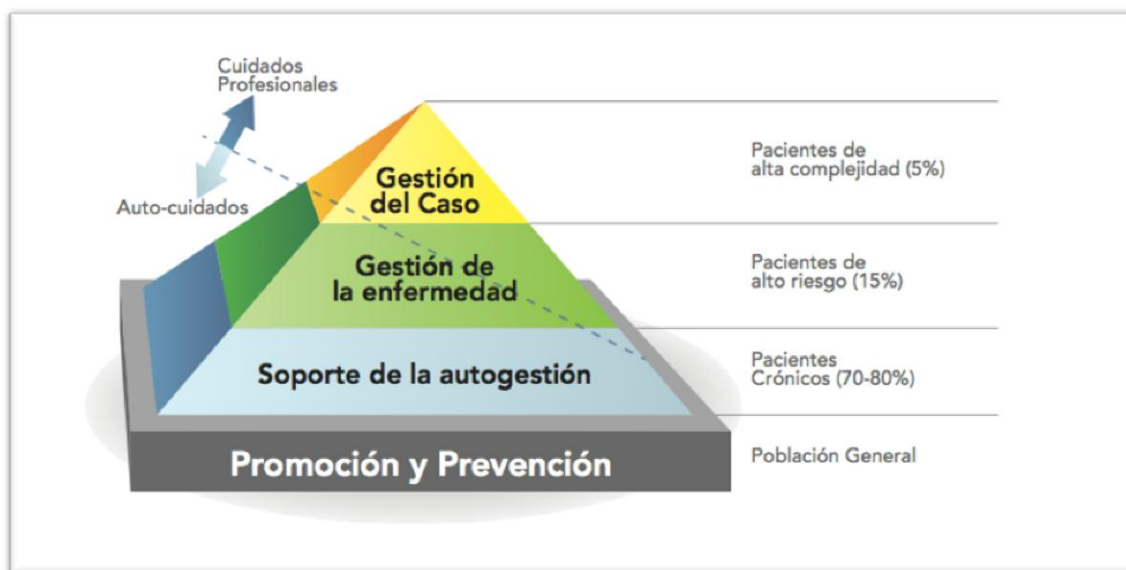 Cuidados
Profesionales
Auto-cuidados
Gestión
del Caso
Pacientes de
alta complejidad (5%)
Gestión de
la enfermedad
Pacientes de
alto riesgo (15%)
Soporte de la autogestión
Pacientes
Crónicos (70-80%)
Promoción y Prevención
Población General